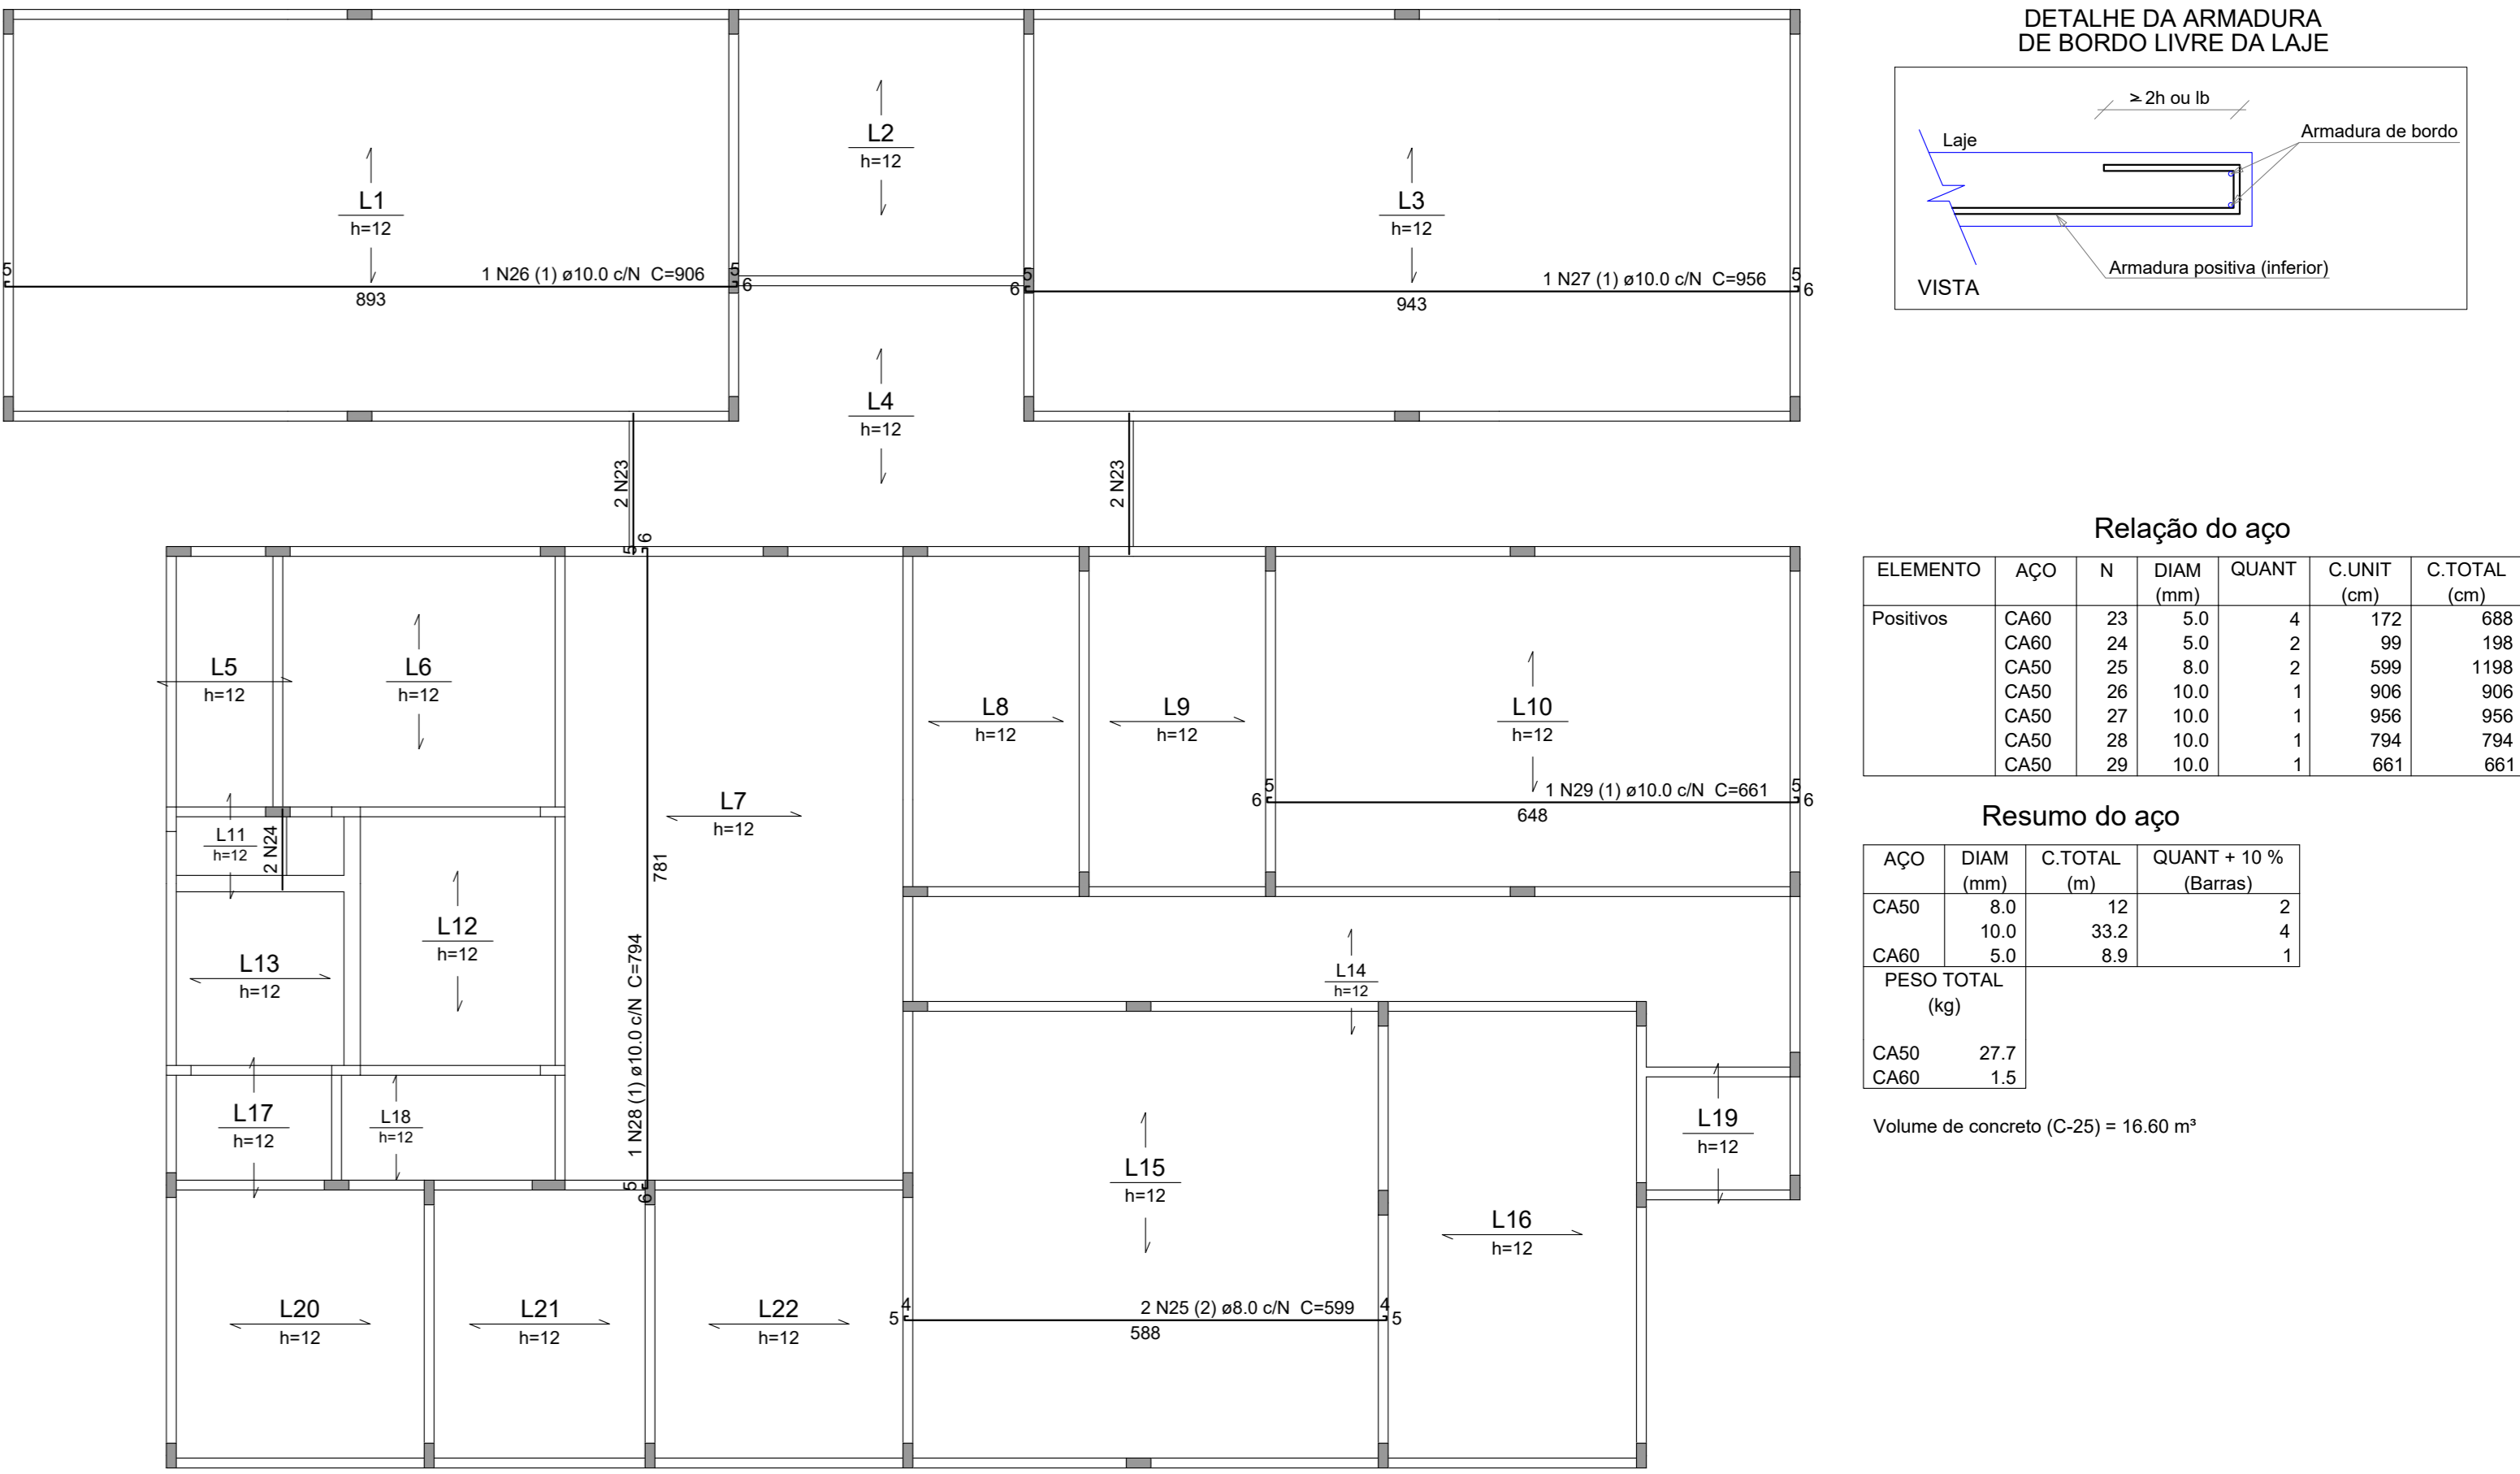 DETALHE DA ARMADURA
DE BORDO LIVRE DA LAJE
≥2h ou lb
Laje
Armadura de bordo
Armadura positiva (inferior)
VISTA
L1
h=12
L2
h=12
L3
h=12
5
1 N26 (1) ø10.0 c/N C=906
5
6
893
5
6
1 N27 (1) ø10.0 c/N C=956
5
6
943
L4
h=12
2 N23
2 N23
5
6
L5
h=12
L6
h=12
L7
h=12
L8
h=12
L9
h=12
L10
h=12
5
6
1 N29 (1) ø10.0 c/N C=661
5
6
648
L11
h=12
2 N24
781
1 N28 (1) ø10.0 c/N C=794
L12
h=12
L13
h=12
L14
h=12
L17
h=12
L18
h=12
L15
h=12
L19
h=12
5
6
L16
h=12
L20
h=12
L21
h=12
L22
h=12
4
5
2 N25 (2) ø8.0 c/N C=599
4
5
588
Relação do aço
ELEMENTO AÇO N DIAM QUANT C.UNIT C.TOTAL
(mm) (cm) (cm)
Positivos CA60 23 5.0 4 172 688
CA60 24 5.0 2 99 198
CA50 25 8.0 2 599 1198
CA50 26 10.0 1 906 906
CA50 27 10.0 1 956 956
CA50 28 10.0 1 794 794
CA50 29 10.0 1 661 661
Resumo do aço
AÇO DIAM C.TOTAL QUANT + 10 %
(mm) (m) (Barras)
CA50 8.0 12 2
10.0 33.2 4
CA60 5.0 8.9 1
PESO TOTAL
(kg)
CA50 27.7
CA60 1.5
Volume de concreto (C-25) = 16.60 m³